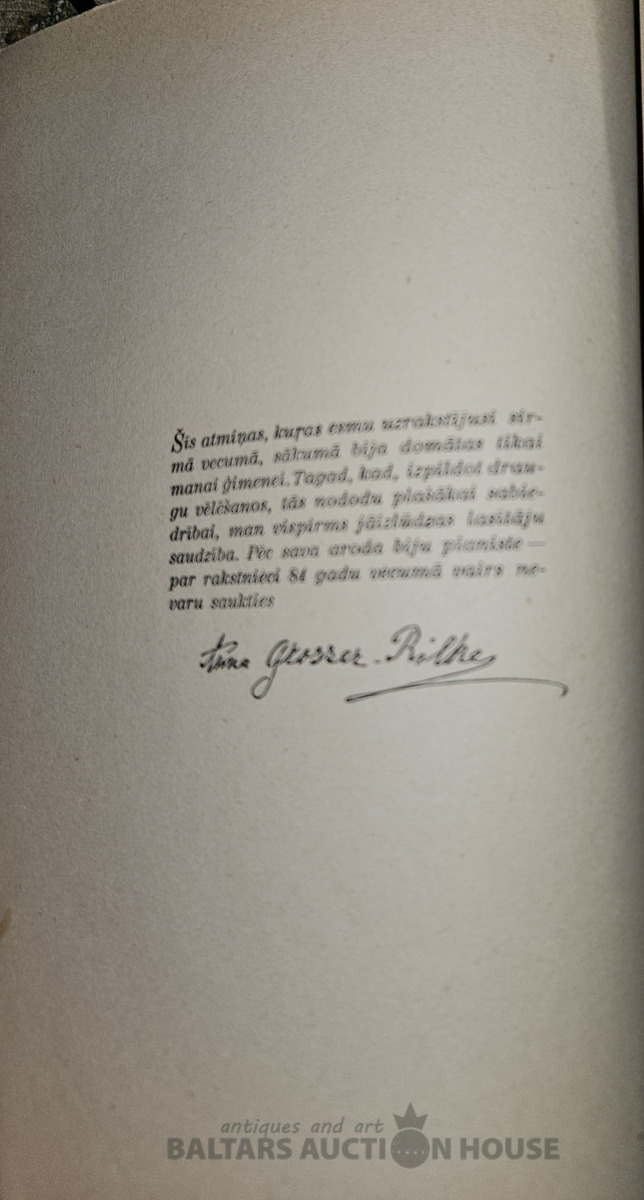 Šīs atmiņas, kuŗas esmu uzrakstījusi sir-
mā vecumā, sākumā bija domātas tikai
manai ģimenei. Tagad, kad, izpildot drau-
gu vēlēšanos, tās nododu plašākai sabie-
drībai, man vispirms jāizlūdzas lasītāju
saudzība. Pēc sava aroda biju pianiste —
par rakstnieci 84 gadu vecumā vairs ne-
varu saukties
Anna Grosser-Rilke
antiques and art
BALTARS AUCTION HOUSE